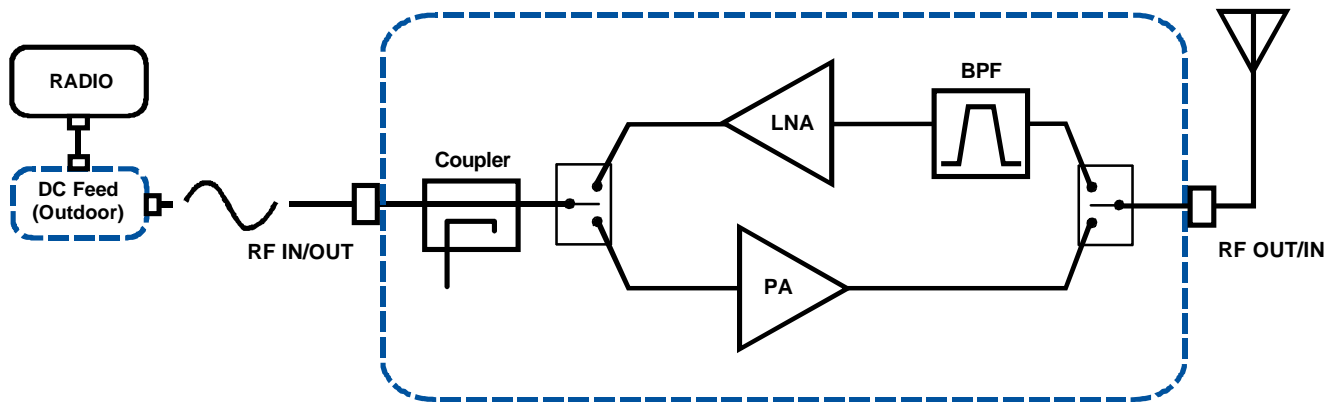 RADIO
DC Feed
(Outdoor)
RF IN/OUT
Coupler
LNA
BPF
PA
RF OUT/IN